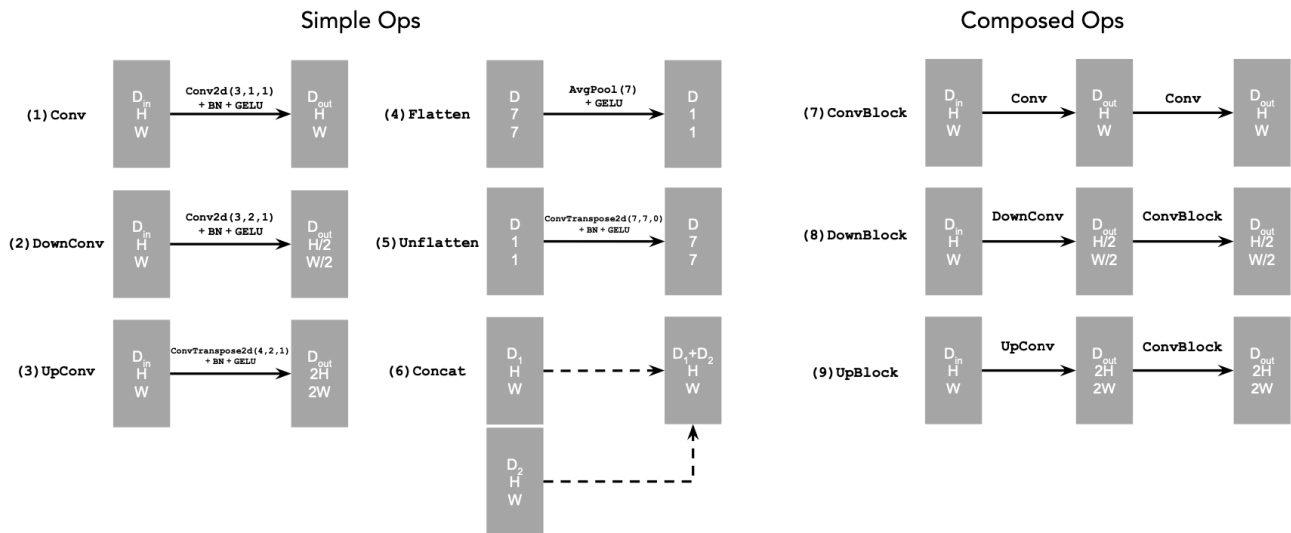 Simple Ops
(1)Conv
D_in
H
W
Conv2d(3,1,1)
+ BN + GELU
D_out
H
W
(2)DownConv
D_in
H
W
Conv2d(3,2,1)
+ BN + GELU
D_out
H/2
W/2
(3)UpConv
D_in
H
W
ConvTranspose2d(4,2,1)
+ BN + GELU
D_out
2H
2W
(4)Flatten
D
7
7
AvgPool(7)
+ GELU
D
1
1
(5)Unflatten
D
1
1
ConvTranspose2d(7,7,0)
+ BN + GELU
D
7
7
(6)Concat
D_1
H
W
D_1+D_2
H
W
D_2
H
W
Composed Ops
(7)ConvBlock
D_in
H
W
Conv
D_out
H
W
Conv
D_out
H
W
(8)DownBlock
D_in
H
W
DownConv
D_out
H/2
W/2
ConvBlock
D_out
H/2
W/2
(9)UpBlock
D_in
H
W
UpConv
D_out
2H
2W
ConvBlock
D_out
2H
2W